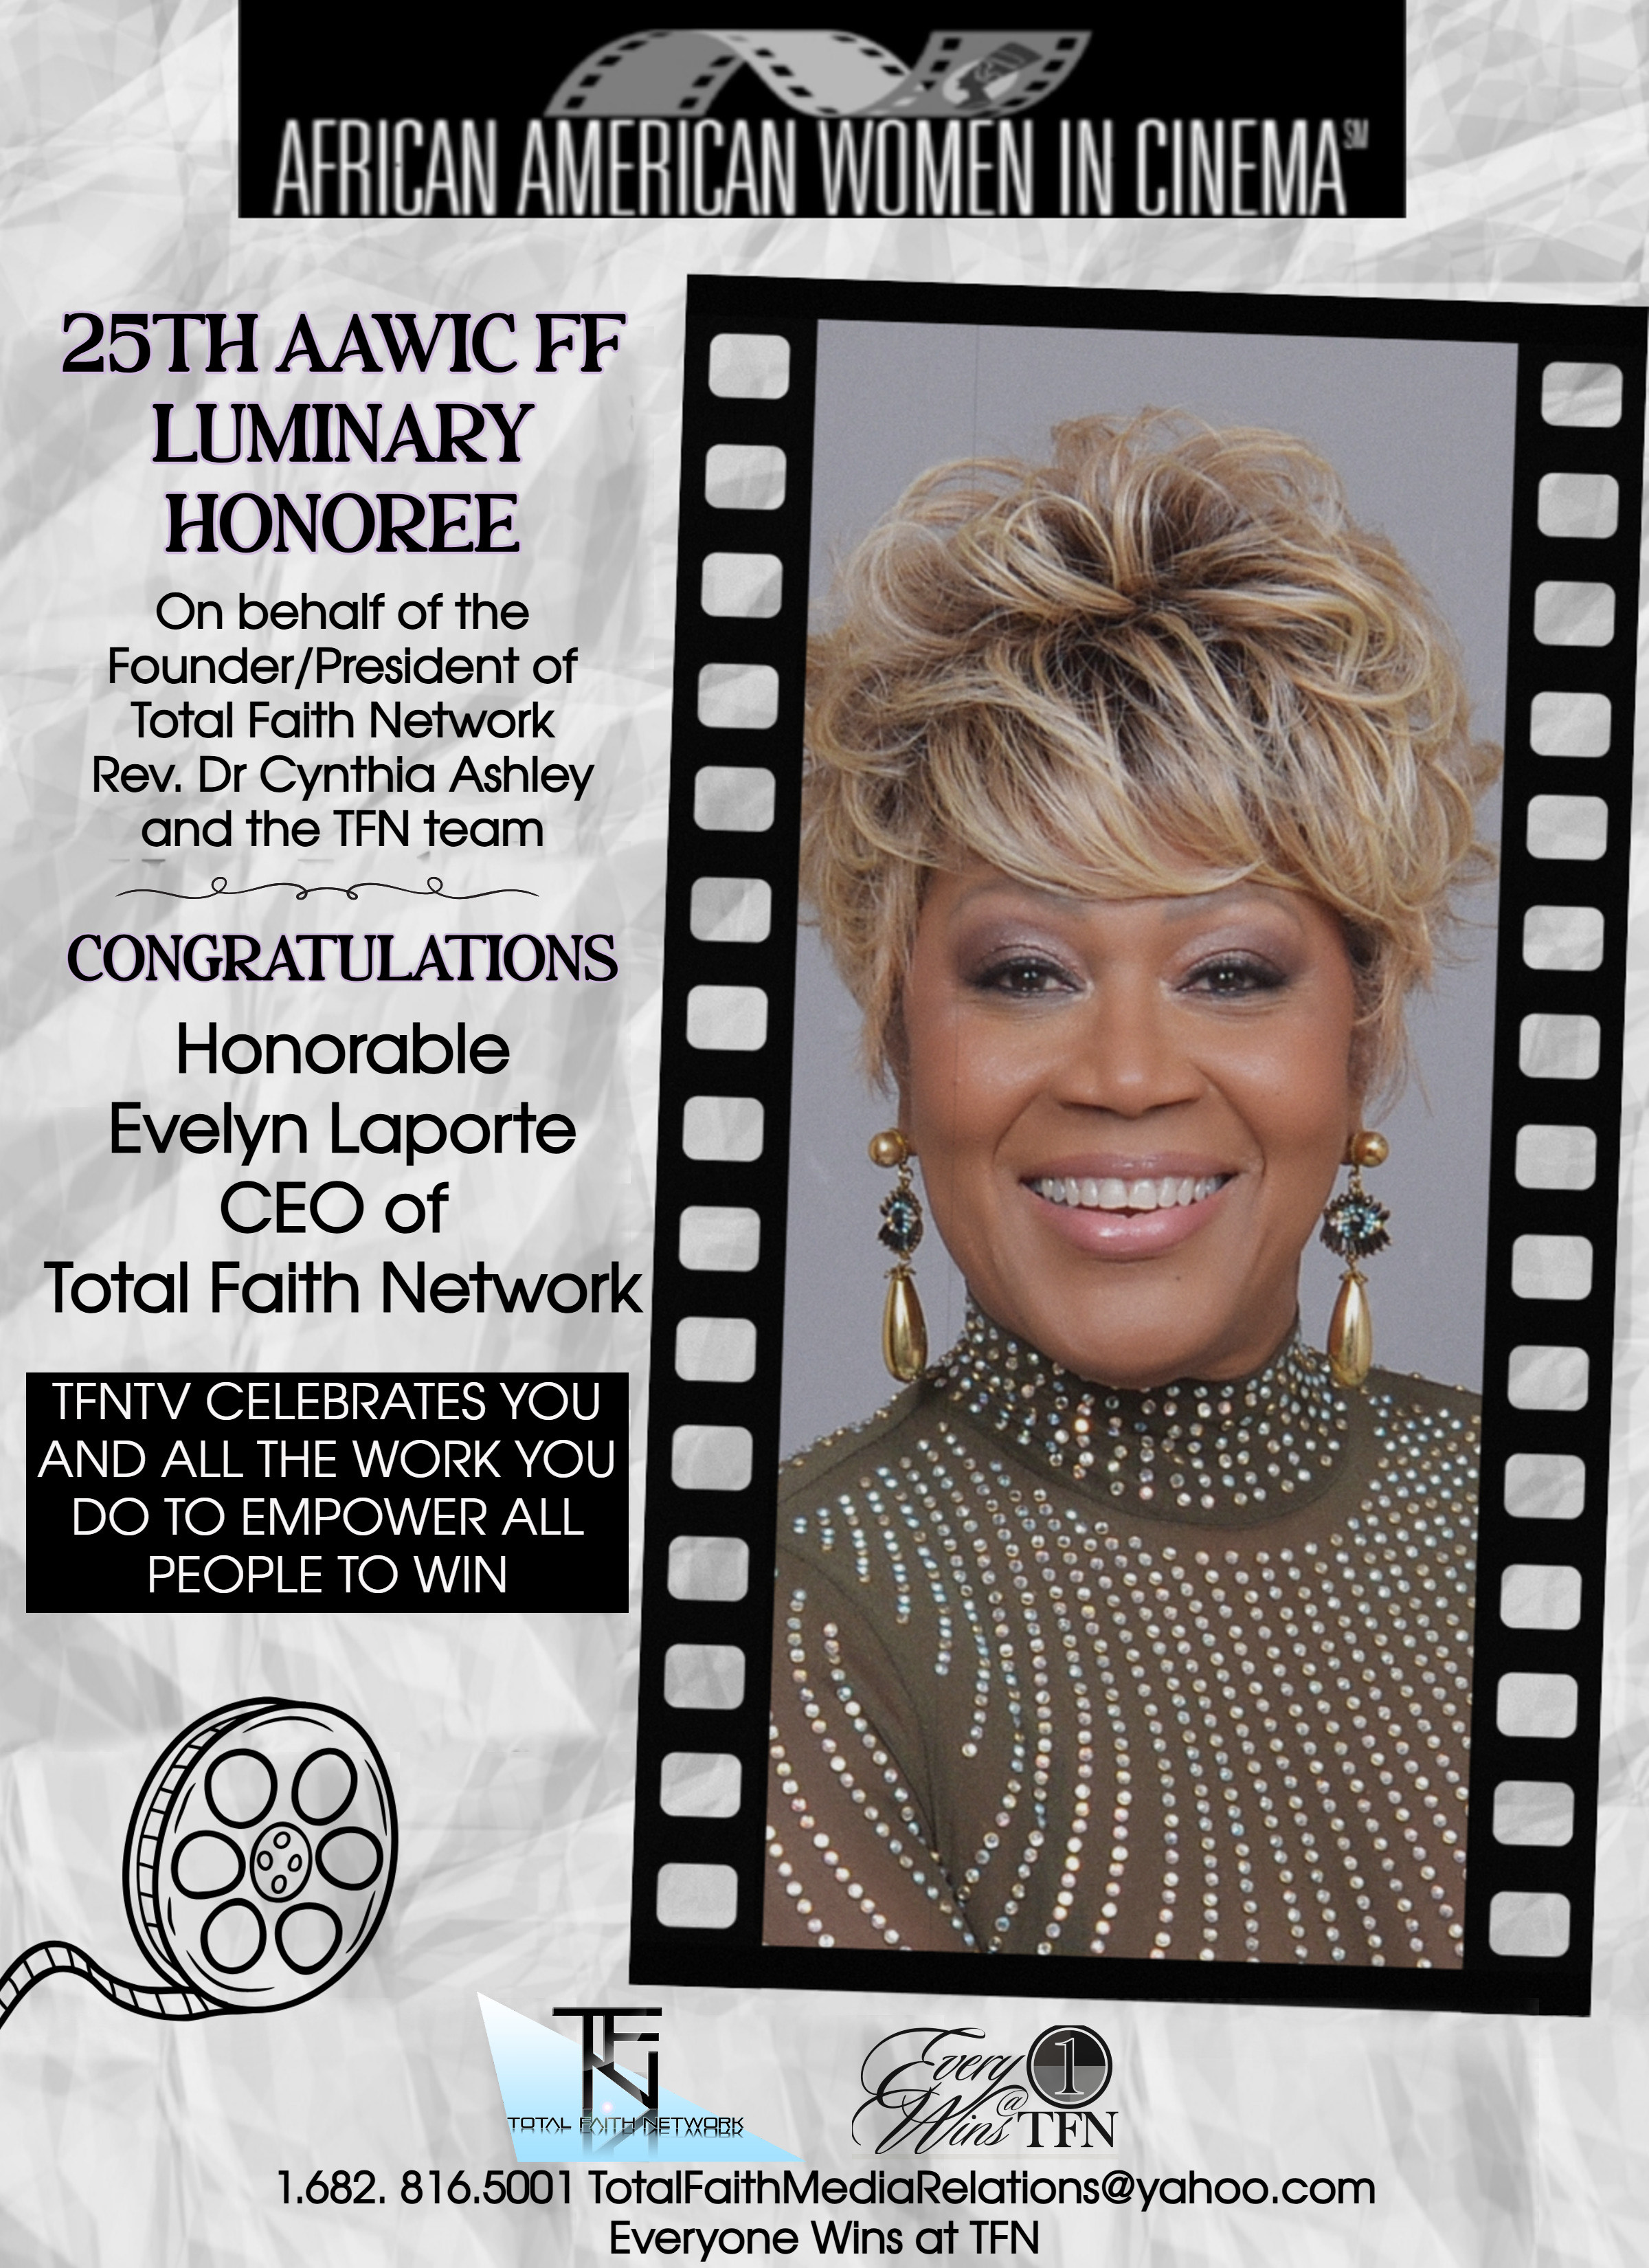 AFRICAN AMERICAN WOMEN IN CINEMA℠
25TH AAWIC FF
LUMINARY
HONOREE
On behalf of the
Founder/President of
Total Faith Network
Rev. Dr Cynthia Ashley
and the TFN team
CONGRATULATIONS
Honorable
Evelyn Laporte
CEO of
Total Faith Network
TFNTV CELEBRATES YOU
AND ALL THE WORK YOU
DO TO EMPOWER ALL
PEOPLE TO WIN
TFN
TOTAL FAITH NETWORK
Every 1
Wins @ TFN
1.682. 816.5001 TotalFaithMediaRelations@yahoo.com
Everyone Wins at TFN